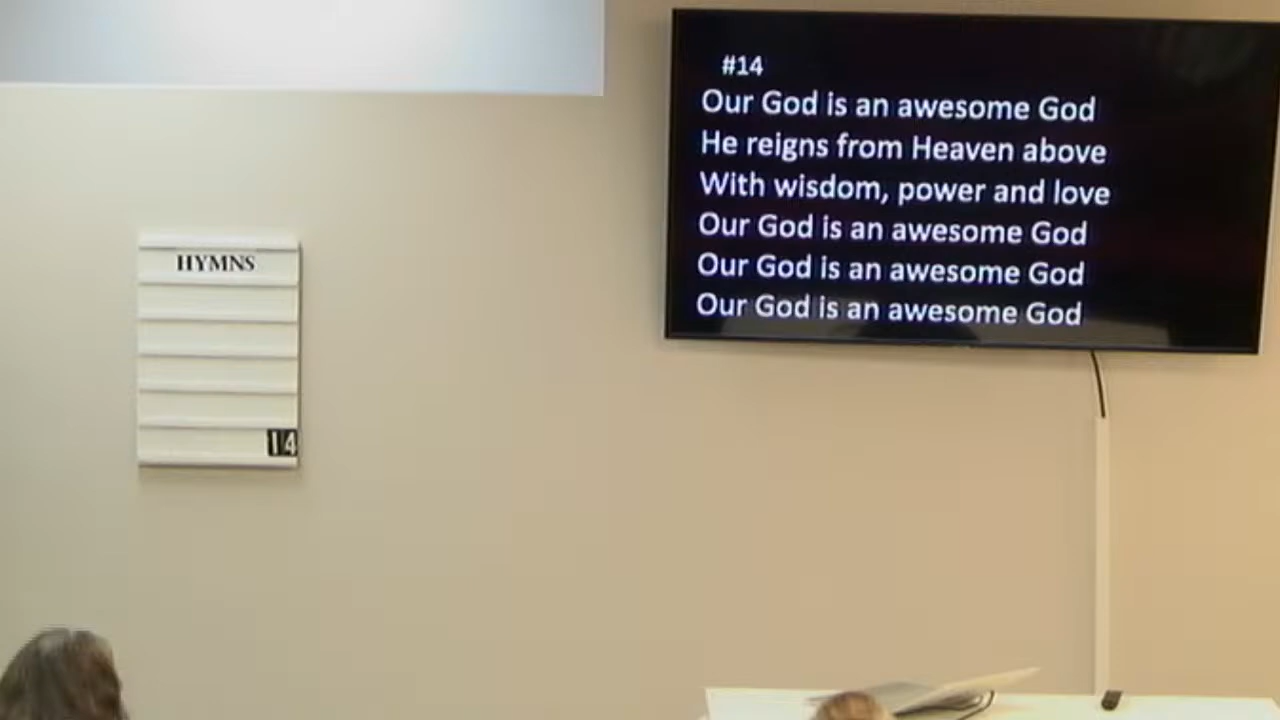 HYMNS
14
#14
Our God is an awesome God
He reigns from Heaven above
With wisdom, power and love
Our God is an awesome God
Our God is an awesome God
Our God is an awesome God